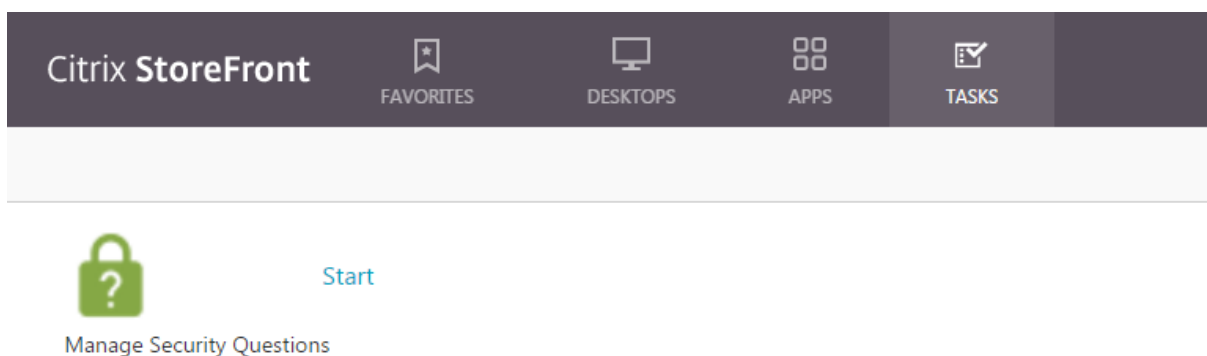 Citrix StoreFront
FAVORITES
DESKTOPS
APPS
TASKS
?
Start
Manage Security Questions